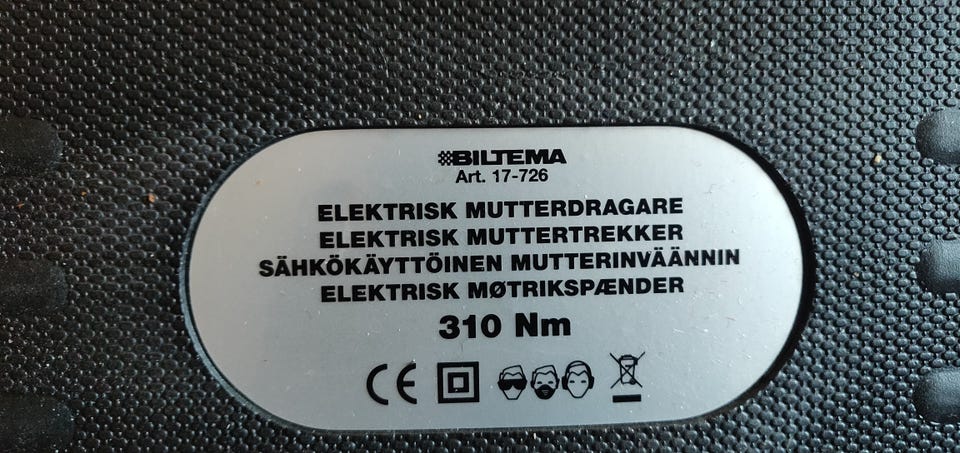 BILTEMA
Art. 17-726
ELEKTRISK MUTTERDRAGARE
ELEKTRISK MUTTERTREKKER
SÄHKÖKÄYTTÖINEN MUTTERINVÄÄNNIN
ELEKTRISK MØTRIKSPÆNDER
310 Nm
CE